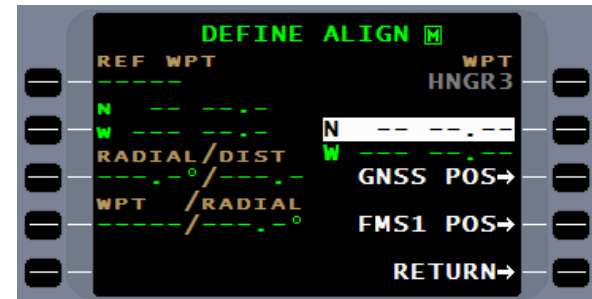 DEFINE ALIGN M
REF WPT WPT
----- HNGR3
N -- --.-
W --- --.- N -- --.--
RADIAL/DIST W --- --.--
---.-°/---.- GNSS POS→
WPT /RADIAL
-----/---.-° FMS1 POS→
RETURN→